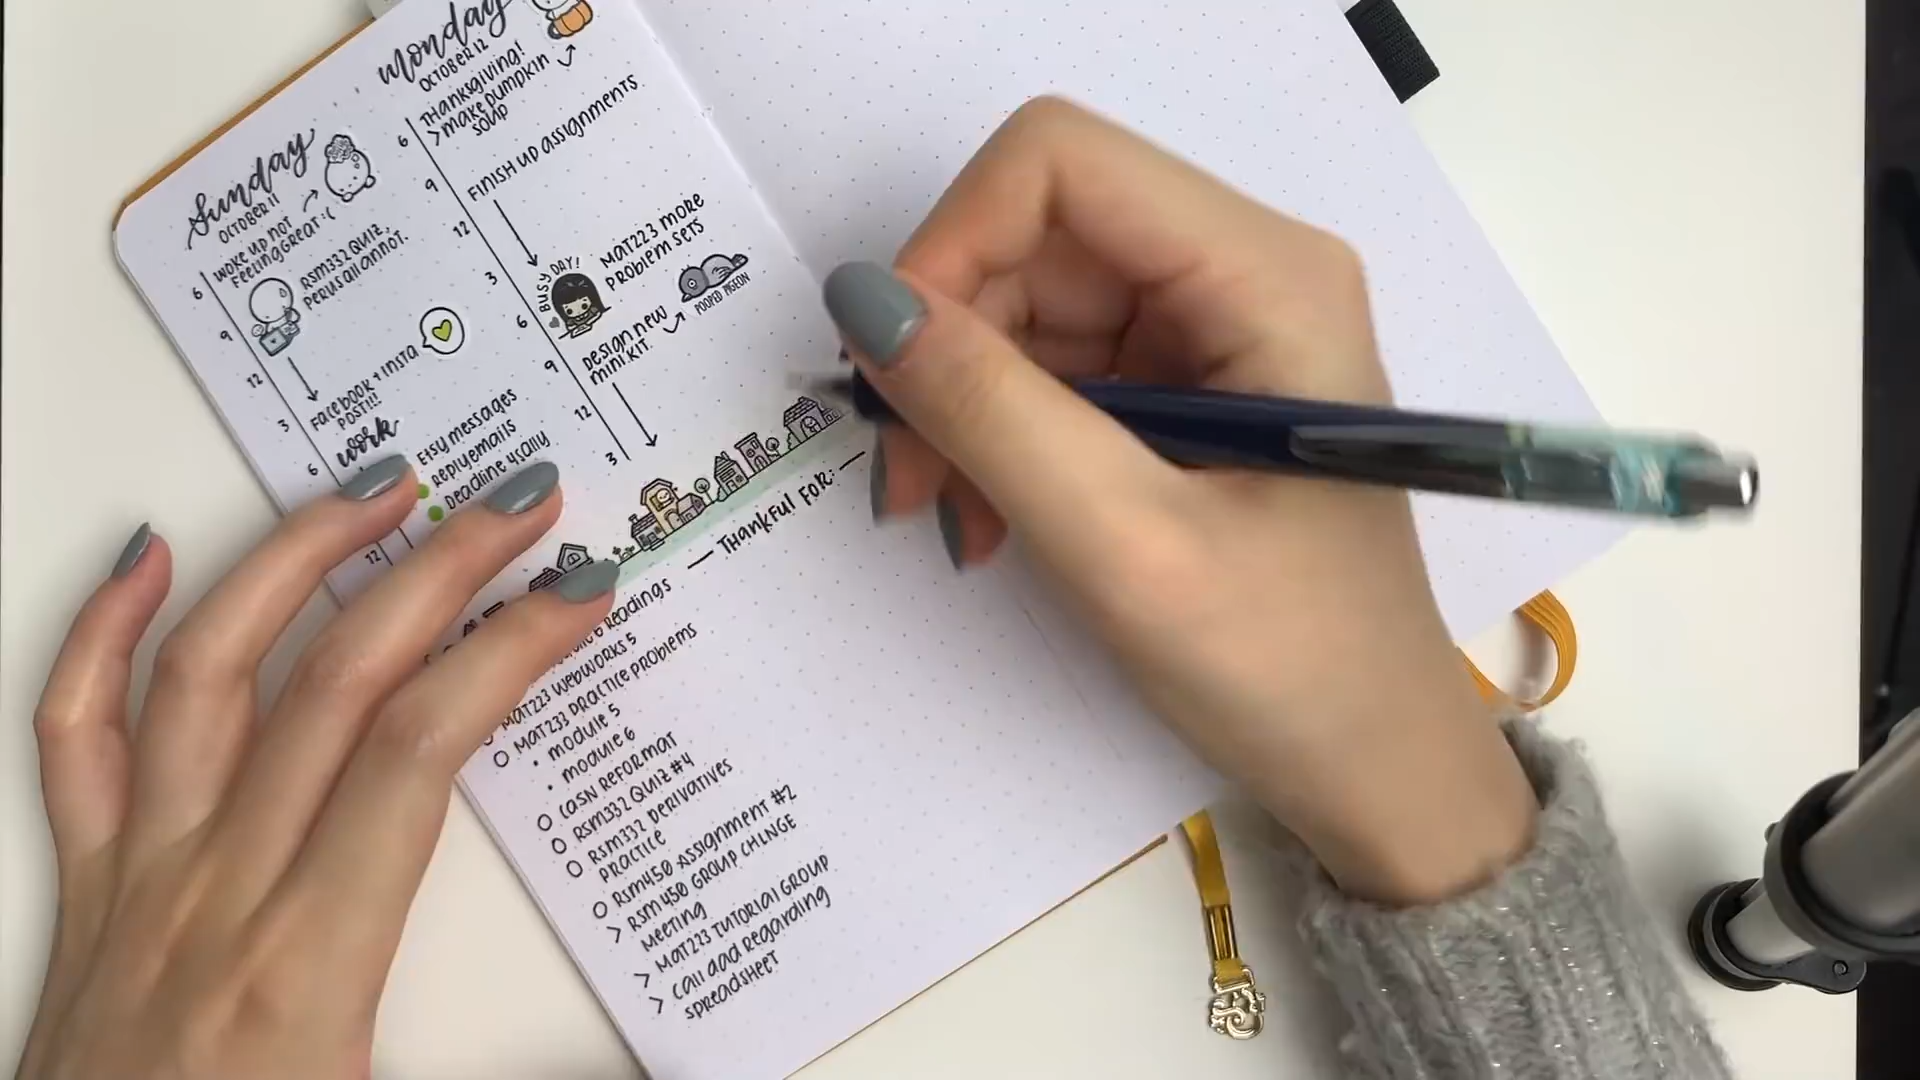 Sunday
OCTOBER 11
6
9
12
3
6
12
WOKE UP NOT
FEELING GREAT :(
RSM332 QUIZ,
PERUSALL ANNOT.
FACEBOOK + INSTA
POST!!!
work
ETSY MESSAGES
REPLY EMAILS
DEADLINE 4 CALLY
monday
OCTOBER 12
6
9
12
3
6
9
12
3
THANKSGIVING!
> MAKE PUMPKIN
SOUP
FINISH UP ASSIGNMENTS
BUSY DAY!
MAT223 MORE
PROBLEM SETS
POOPED PIGEON
DESIGN NEW
MINI KIT.
— THANKFUL FOR: —
6 READINGS
MAT223 WEBWORKS 5
MAT233 PRACTICE PROBLEMS
• MODULE 5
• MODULE 6
CASN REFORMAT
RSM332 QUIZ #4
RSM332 DERIVATIVES
PRACTICE
RSM450 ASSIGNMENT #2
> RSM450 GROUP CHLNGE
MEETING
> MAT223 TUTORIAL GROUP
> CALL DAD REGARDING
SPREADSHEET